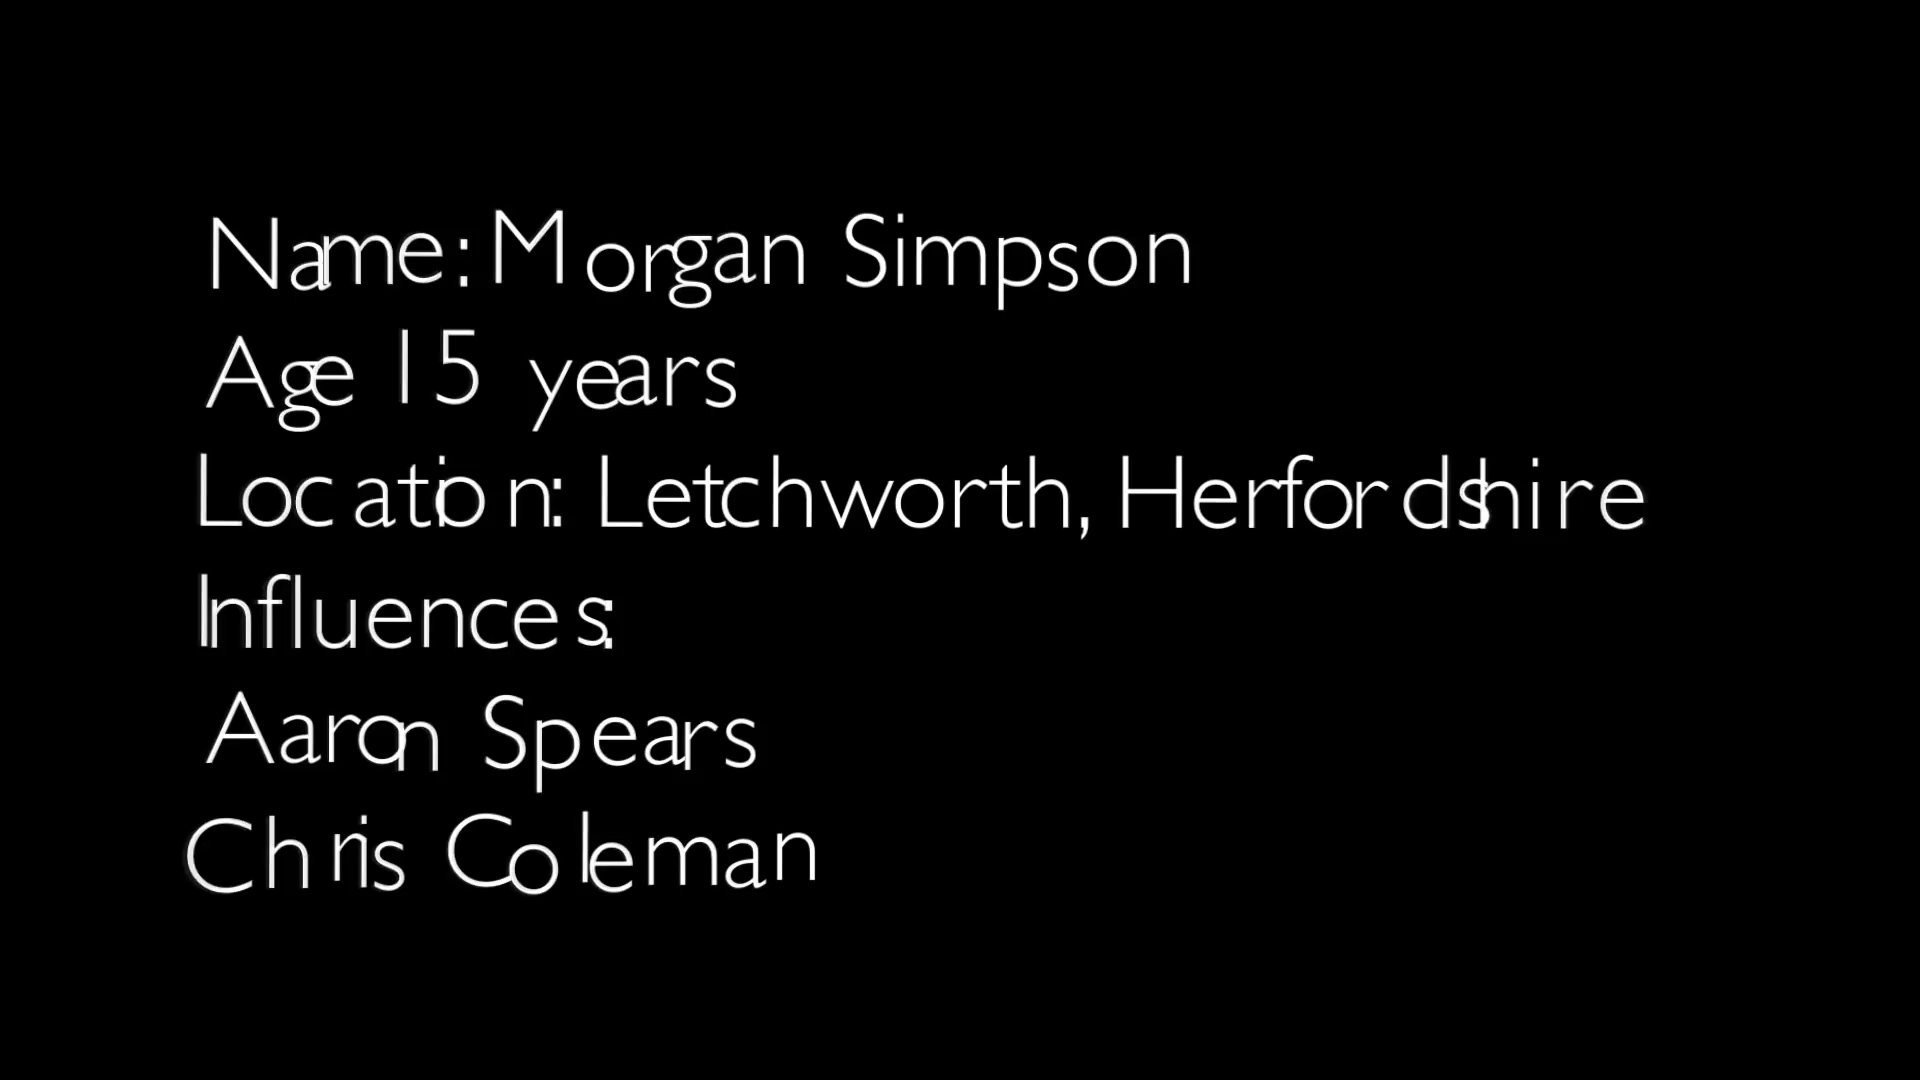 Name: Morgan Simpson
Age 15 years
Location: Letchworth, Herfordshire
Influences:
Aaron Spears
Chris Coleman